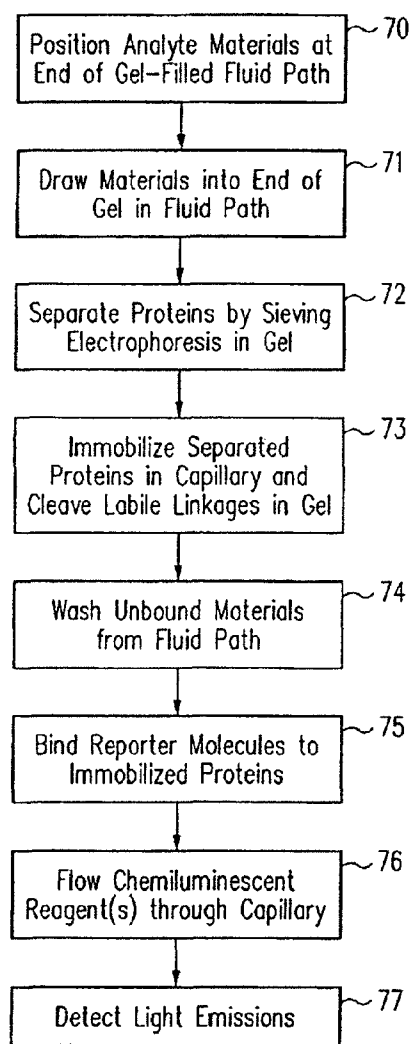 Position Analyte Materials at
End of Gel-Filled Fluid Path
70
Draw Materials into End of
Gel in Fluid Path
71
Separate Proteins by Sieving
Electrophoresis in Gel
72
Immobilize Separated
Proteins in Capillary and
Cleave Labile Linkages in Gel
73
Wash Unbound Materials
from Fluid Path
74
Bind Reporter Molecules to
Immobilized Proteins
75
Flow Chemiluminescent
Reagent(s) through Capillary
76
Detect Light Emissions
77